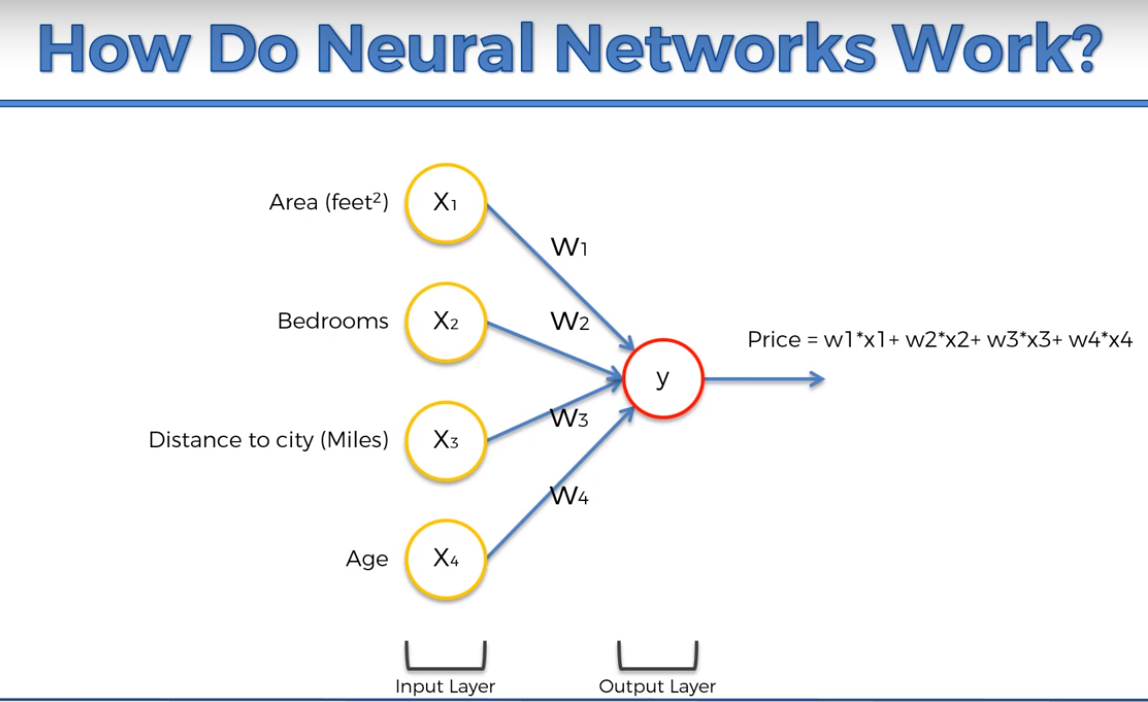 How Do Neural Networks Work?
Area (feet²)
X1
W1
Bedrooms
X2
W2
Price = w1*x1+ w2*x2+ w3*x3+ w4*x4
y
Distance to city (Miles)
X3
W3
W4
Age
X4
Input Layer
Output Layer